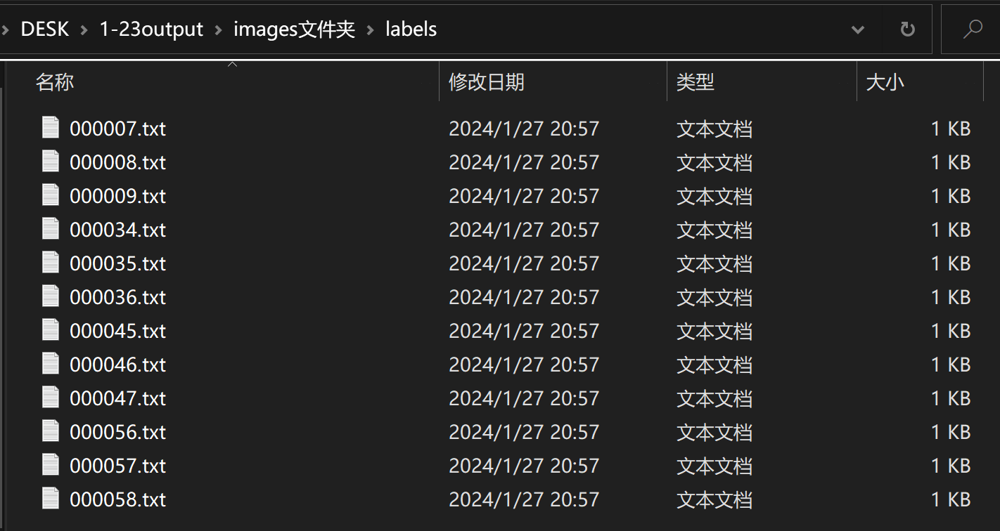 DESK > 1-23output > images文件夹 > labels
名称 修改日期 类型 大小
000007.txt 2024/1/27 20:57 文本文档 1 KB
000008.txt 2024/1/27 20:57 文本文档 1 KB
000009.txt 2024/1/27 20:57 文本文档 1 KB
000034.txt 2024/1/27 20:57 文本文档 1 KB
000035.txt 2024/1/27 20:57 文本文档 1 KB
000036.txt 2024/1/27 20:57 文本文档 1 KB
000045.txt 2024/1/27 20:57 文本文档 1 KB
000046.txt 2024/1/27 20:57 文本文档 1 KB
000047.txt 2024/1/27 20:57 文本文档 1 KB
000056.txt 2024/1/27 20:57 文本文档 1 KB
000057.txt 2024/1/27 20:57 文本文档 1 KB
000058.txt 2024/1/27 20:57 文本文档 1 KB